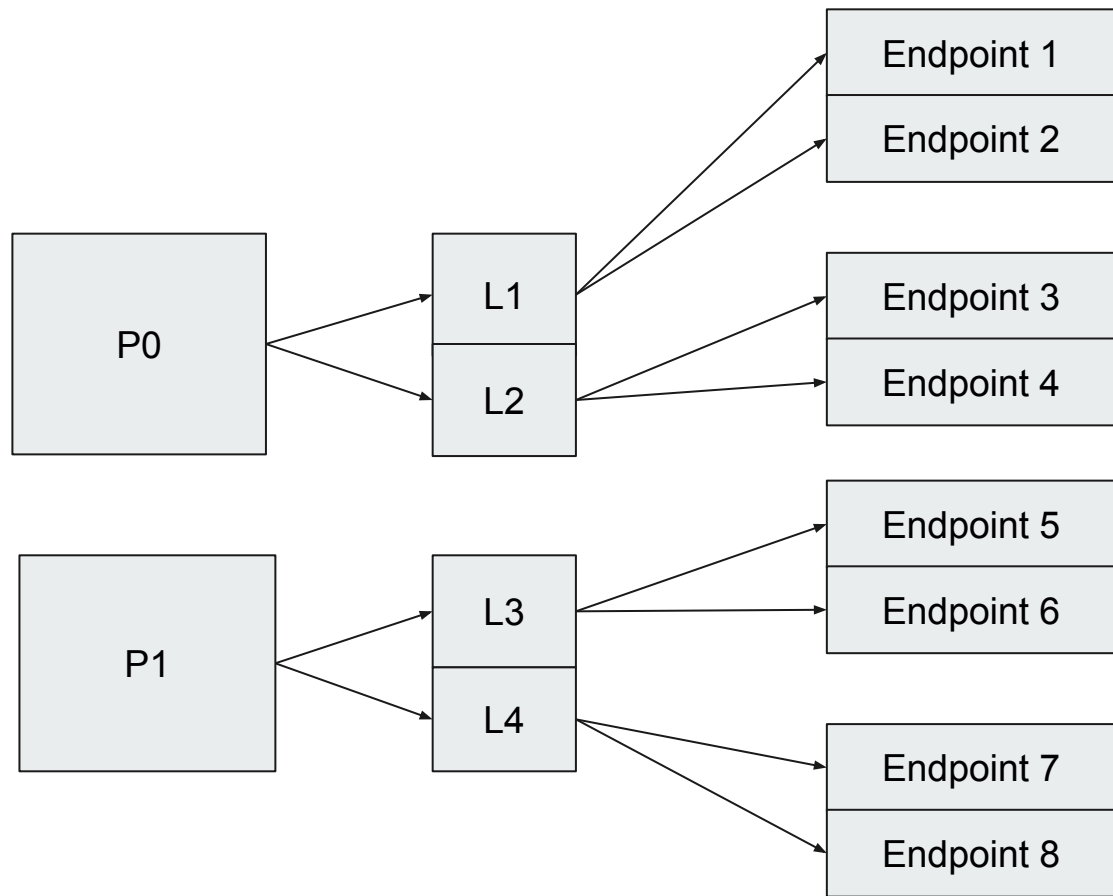 Endpoint 1
Endpoint 2
P0
L1
L2
Endpoint 3
Endpoint 4
P1
L3
L4
Endpoint 5
Endpoint 6
Endpoint 7
Endpoint 8